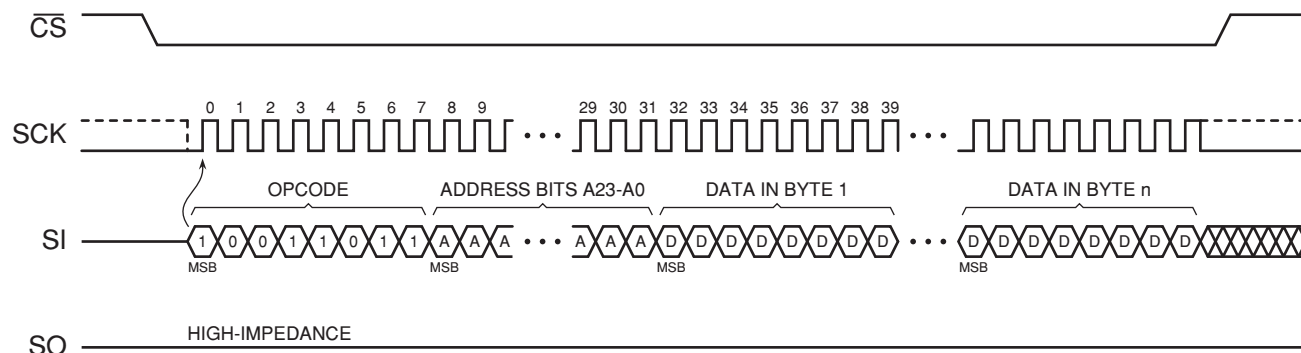 CS
SCK
0 1 2 3 4 5 6 7 8 9 29 30 31 32 33 34 35 36 37 38 39
OPCODE ADDRESS BITS A23-A0 DATA IN BYTE 1 DATA IN BYTE n
SI
1 0 0 1 1 0 1 1 A A A A A A D D D D D D D D D D D D D D D D
MSB MSB MSB MSB
HIGH-IMPEDANCE
SO